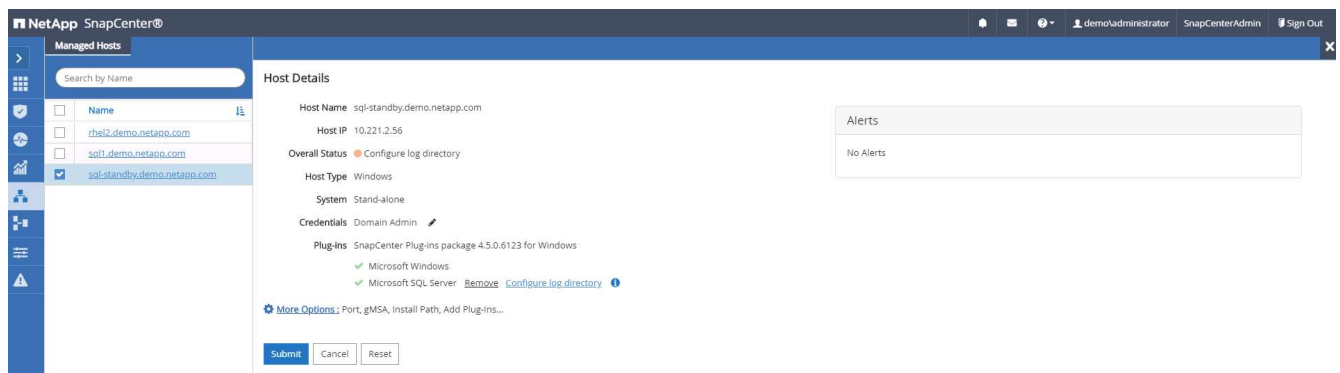 NetApp SnapCenter®
demo\administrator SnapCenterAdmin Sign Out
Managed Hosts
Search by Name
Name
rhel2.demo.netapp.com
sql1.demo.netapp.com
sql-standby.demo.netapp.com
Host Details
Host Name sql-standby.demo.netapp.com
Host IP 10.221.2.56
Overall Status Configure log directory
Host Type Windows
System Stand-alone
Credentials Domain Admin
Plug-ins SnapCenter Plug-ins package 4.5.0.6123 for Windows
Microsoft Windows
Microsoft SQL Server Remove Configure log directory
More Options : Port, gMSA, Install Path, Add Plug-Ins...
Submit Cancel Reset
Alerts
No Alerts